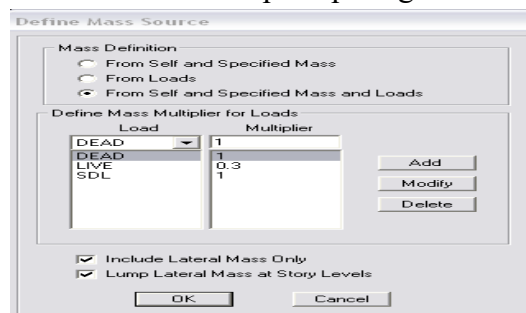 Define Mass Source
Mass Definition
From Self and Specified Mass
From Loads
From Self and Specified Mass and Loads
Define Mass Multiplier for Loads
Load Multiplier
DEAD 1
DEAD 1
LIVE 0.3
SDL 1
Add
Modify
Delete
Include Lateral Mass Only
Lump Lateral Mass at Story Levels
OK Cancel